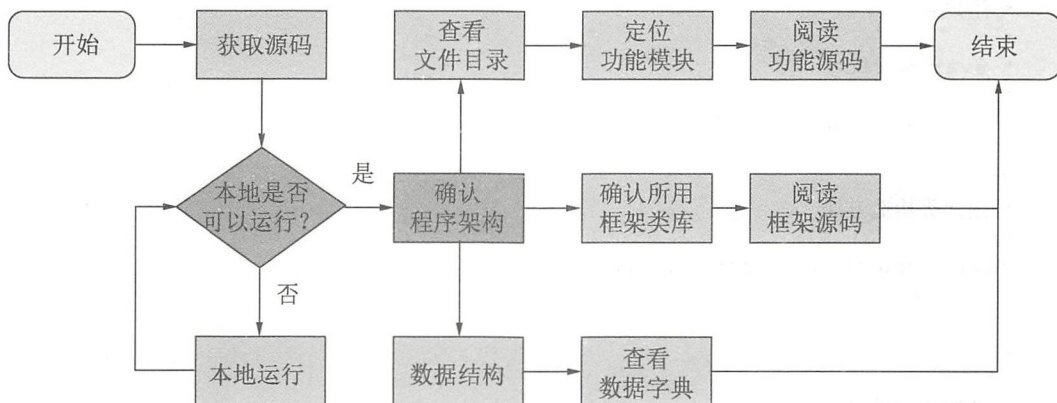 开始
获取源码
查看
文件目录
定位
功能模块
阅读
功能源码
结束
本地是否
可以运行？
是
确认
程序架构
确认所用
框架类库
阅读
框架源码
否
本地运行
数据结构
查看
数据字典